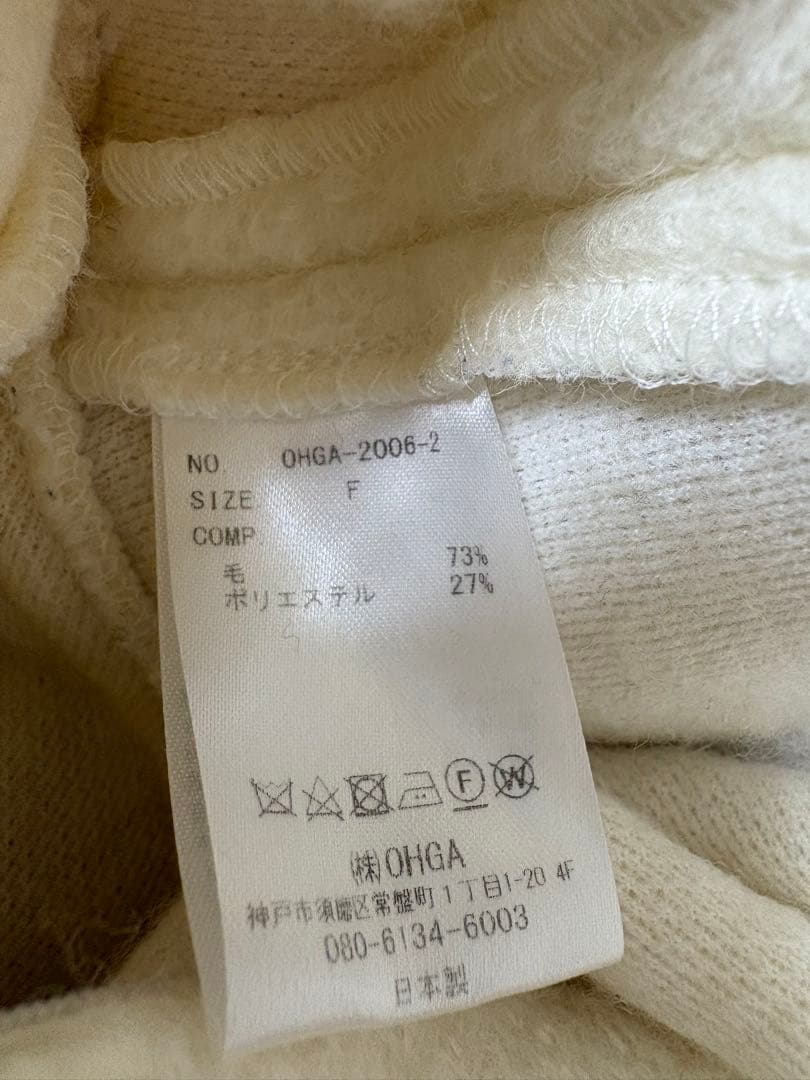 NO. OHGA-2006-2
SIZE F
COMP.
毛 73%
ポリエステル 27%
F W
㈱OHGA
神戸市須磨区常盤町1丁目1-20 4F
080-6134-6003
日本製